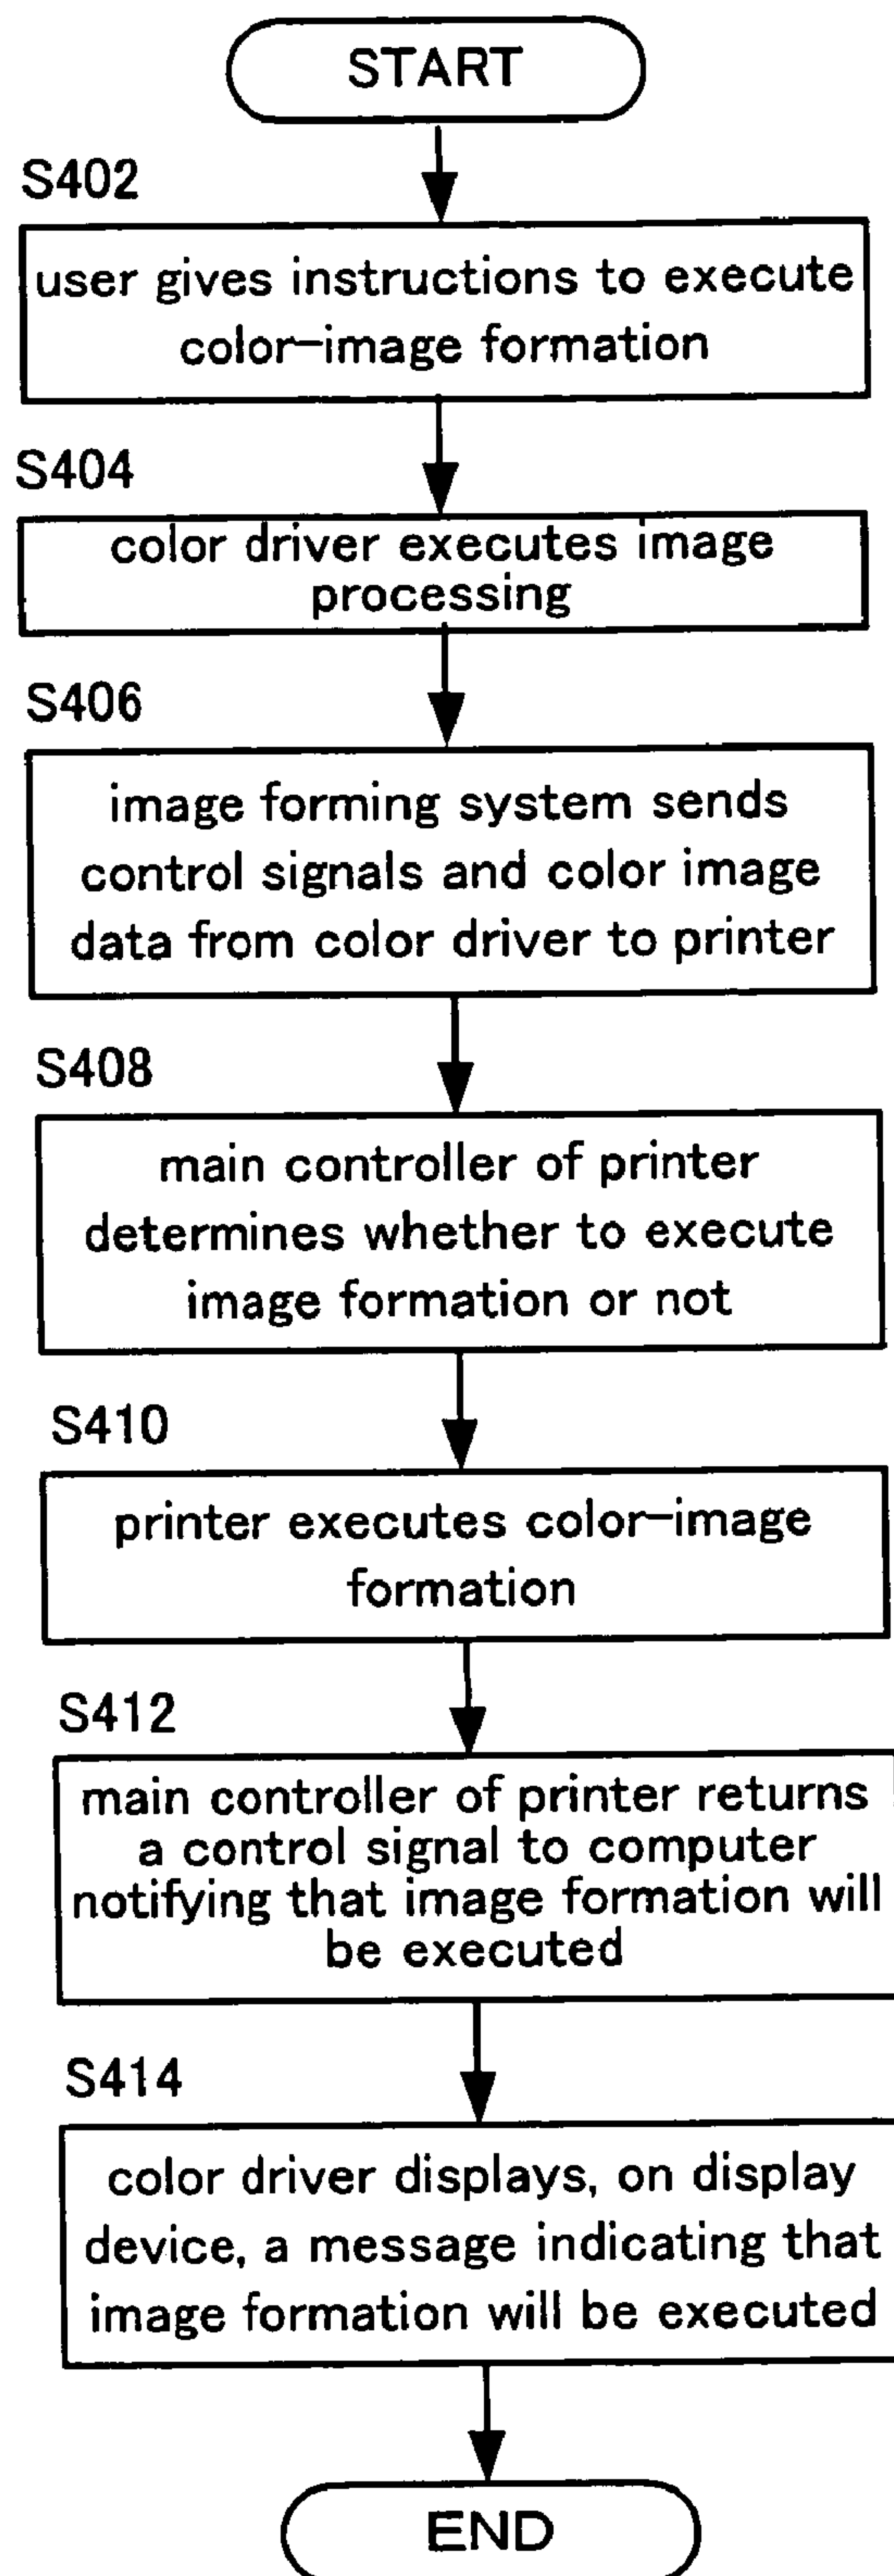 START
S402
user gives instructions to execute
color-image formation
S404
color driver executes image
processing
S406
image forming system sends
control signals and color image
data from color driver to printer
S408
main controller of printer
determines whether to execute
image formation or not
S410
printer executes color-image
formation
S412
main controller of printer returns
a control signal to computer
notifying that image formation will
be executed
S414
color driver displays, on display
device, a message indicating that
image formation will be executed
END